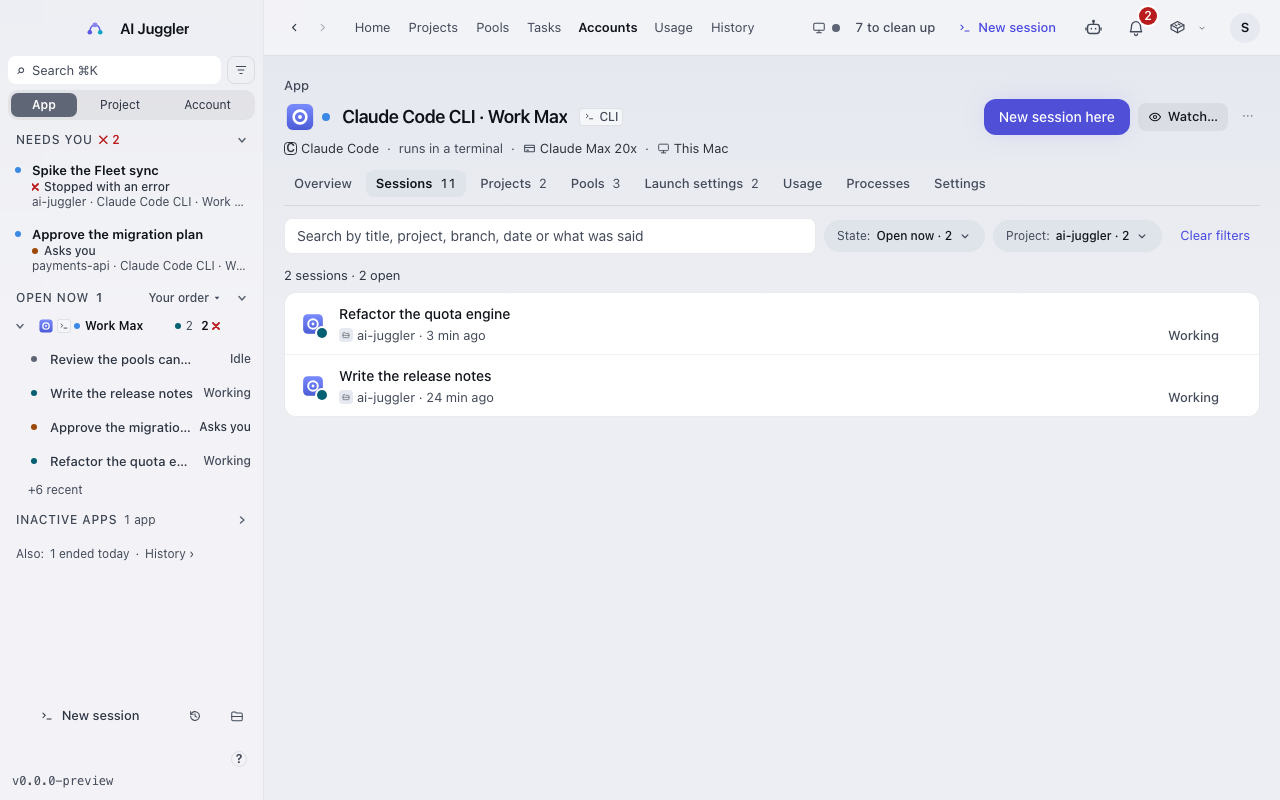 AI Juggler
Search ⌘K
App Project Account
NEEDS YOU 2
Spike the Fleet sync
Stopped with an error
ai-juggler · Claude Code CLI · Work ...
Approve the migration plan
Asks you
payments-api · Claude Code CLI · W...
OPEN NOW 1 Your order
Work Max 2 2
Review the pools can... Idle
Write the release notes Working
Approve the migratio... Asks you
Refactor the quota e... Working
+6 recent
INACTIVE APPS 1 app
Also: 1 ended today · History ›
New session
?
v0.0.0-preview
Home Projects Pools Tasks Accounts Usage History 7 to clean up New session 2 S
App
Claude Code CLI · Work Max CLI New session here Watch... ...
Claude Code · runs in a terminal · Claude Max 20x · This Mac
Overview Sessions 11 Projects 2 Pools 3 Launch settings 2 Usage Processes Settings
Search by title, project, branch, date or what was said State: Open now · 2 Project: ai-juggler · 2 Clear filters
2 sessions · 2 open
Refactor the quota engine
ai-juggler · 3 min ago Working
Write the release notes
ai-juggler · 24 min ago Working